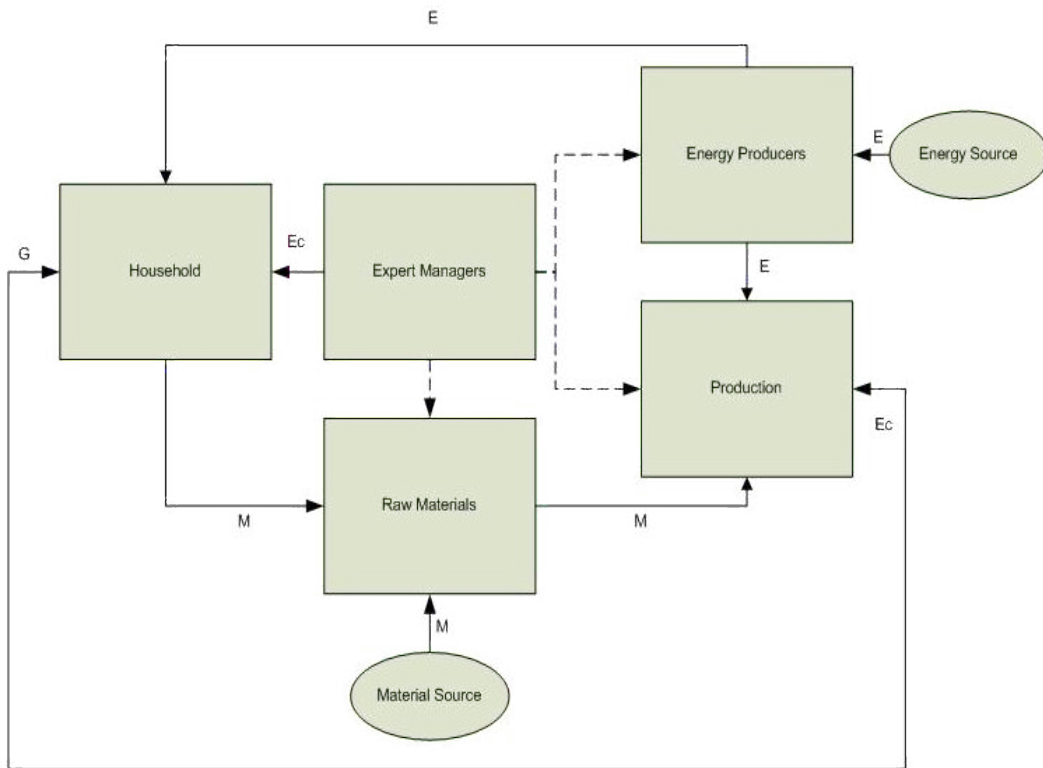 E
Energy Producers
E
Energy Source
G
Household
Ec
Expert Managers
E
Production
Ec
Raw Materials
M
M
M
Material Source